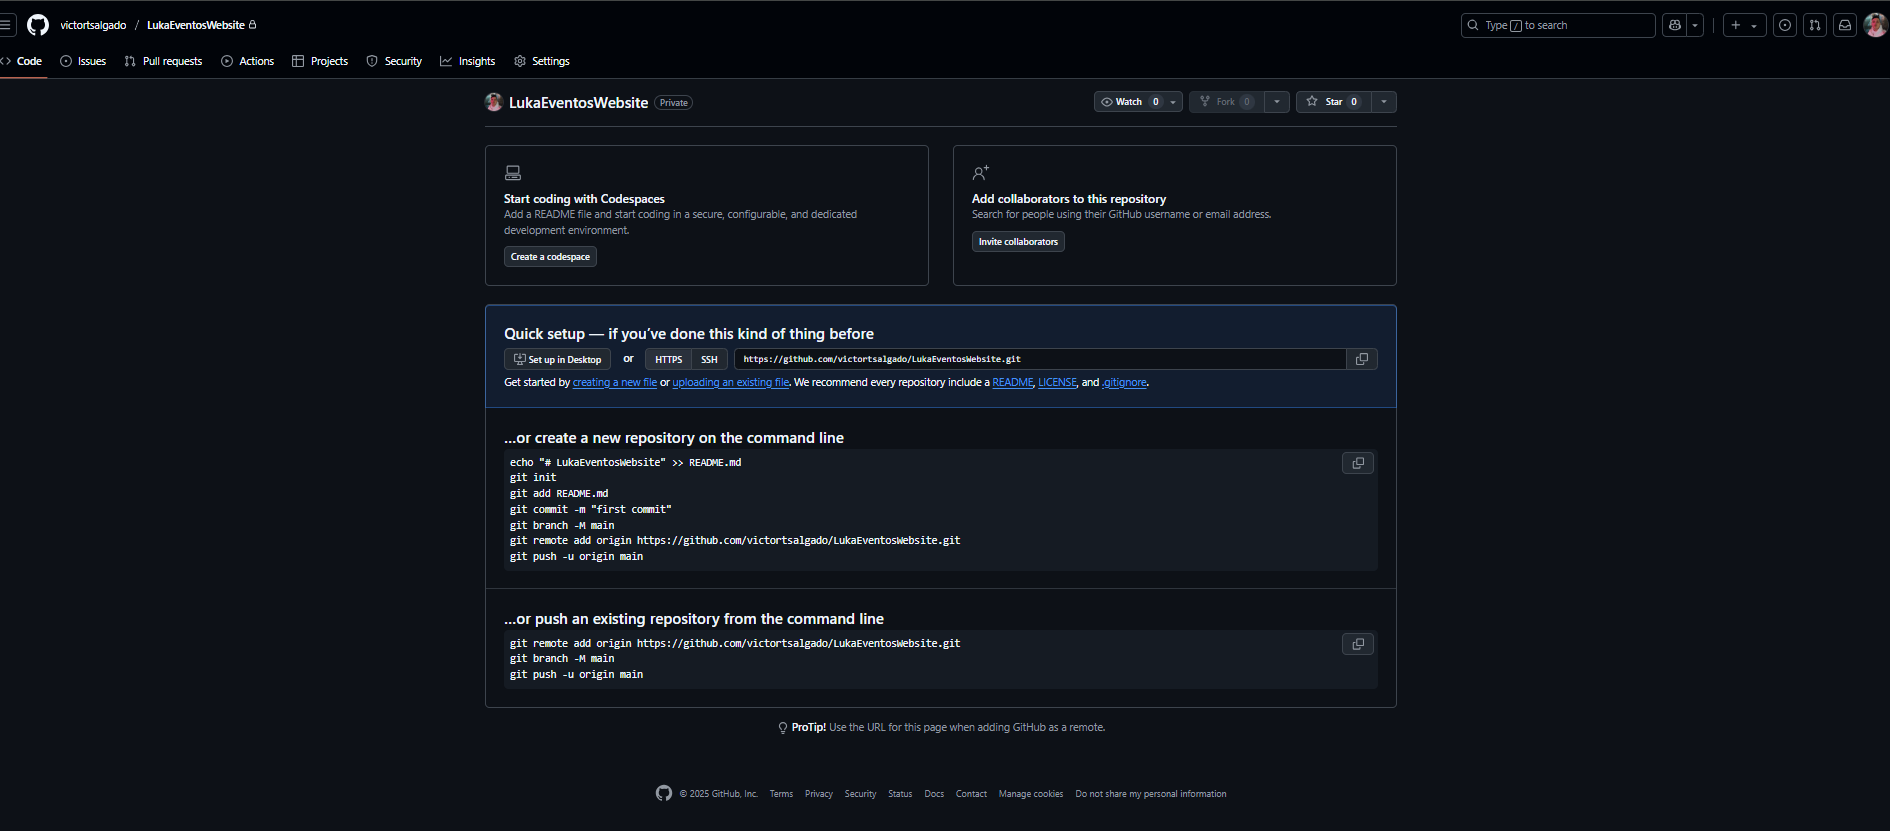 victortsalgado / LukaEventosWebsite
Type / to search
Code Issues Pull requests Actions Projects Security Insights Settings
LukaEventosWebsite Private
Watch 0 Fork 0 Star 0
Start coding with Codespaces
Add a README file and start coding in a secure, configurable, and dedicated
development environment.
Create a codespace
Add collaborators to this repository
Search for people using their GitHub username or email address.
Invite collaborators
Quick setup — if you’ve done this kind of thing before
Set up in Desktop or HTTPS SSH https://github.com/victortsalgado/LukaEventosWebsite.git
Get started by creating a new file or uploading an existing file. We recommend every repository include a README, LICENSE, and .gitignore.
…or create a new repository on the command line
echo "# LukaEventosWebsite" >> README.md
git init
git add README.md
git commit -m "first commit"
git branch -M main
git remote add origin https://github.com/victortsalgado/LukaEventosWebsite.git
git push -u origin main
…or push an existing repository from the command line
git remote add origin https://github.com/victortsalgado/LukaEventosWebsite.git
git branch -M main
git push -u origin main
ProTip! Use the URL for this page when adding GitHub as a remote.
© 2025 GitHub, Inc. Terms Privacy Security Status Docs Contact Manage cookies Do not share my personal information